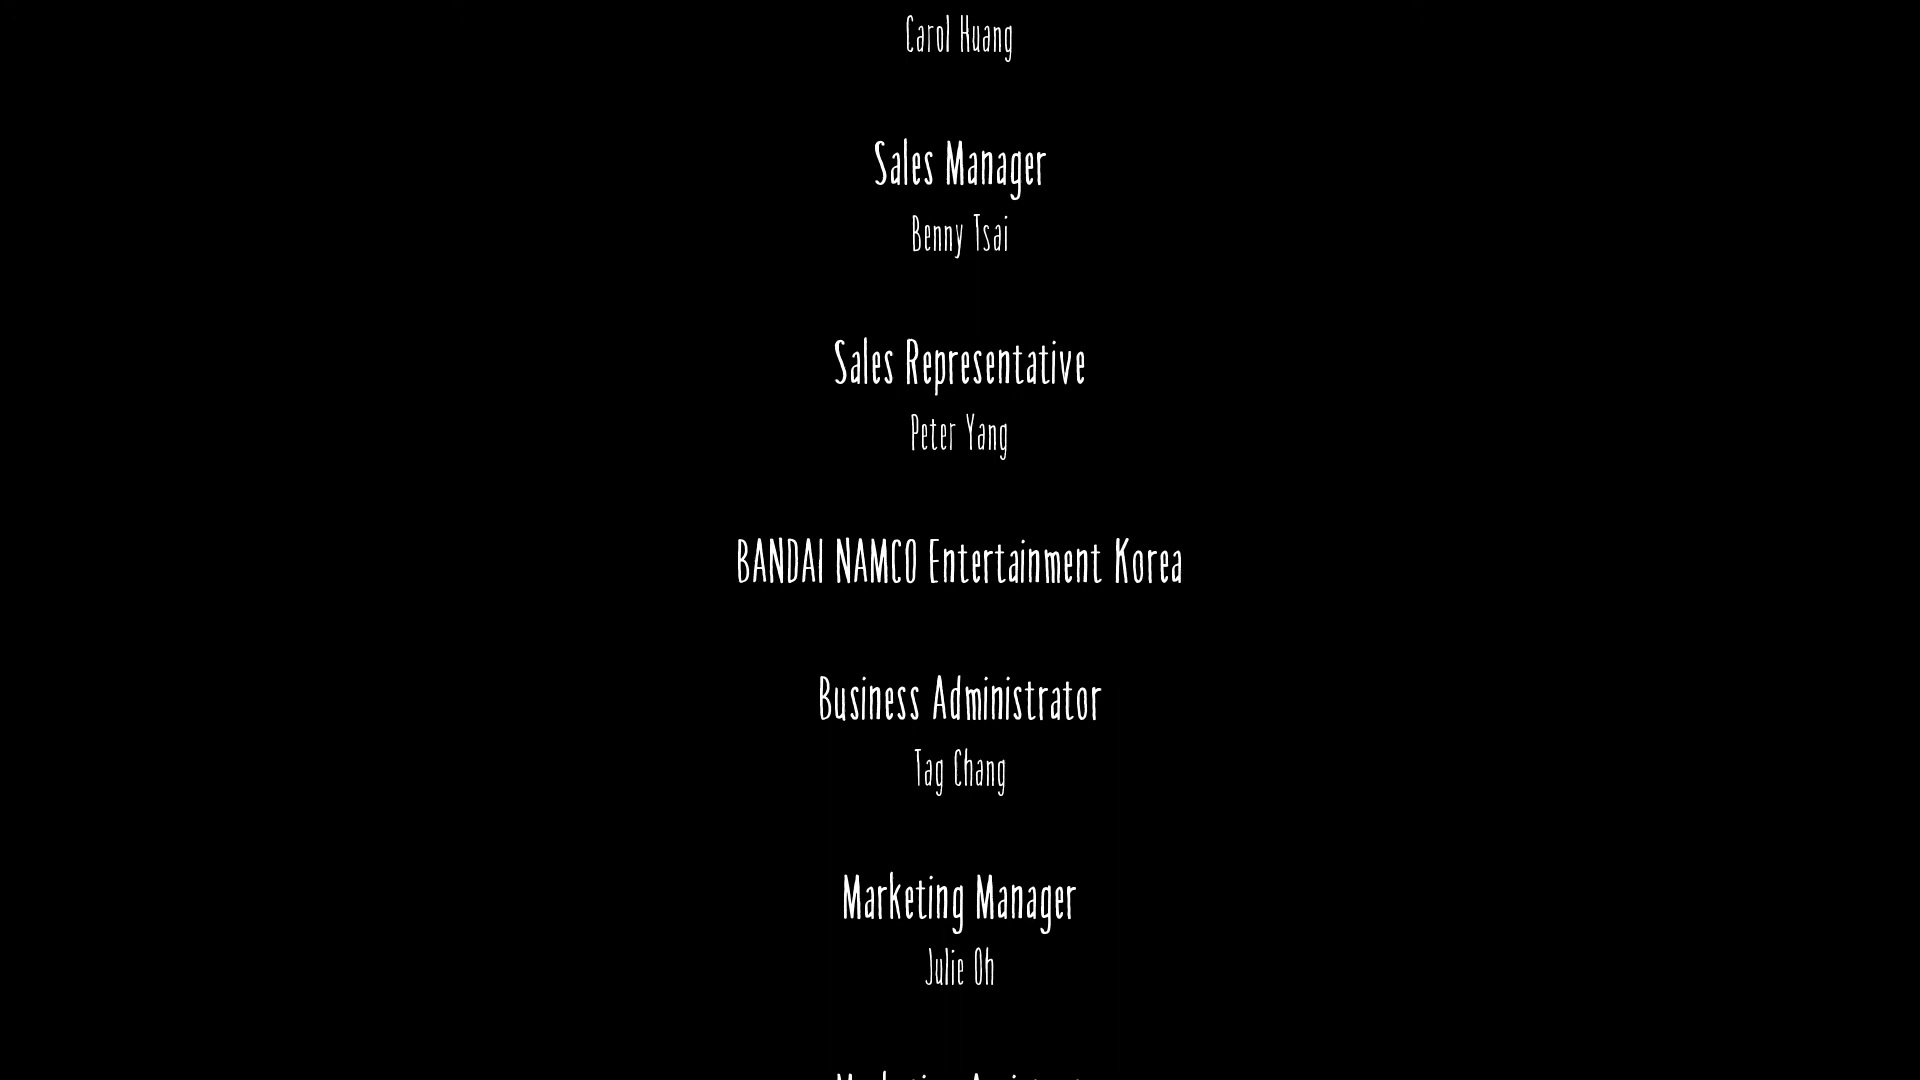 Carol Huang
Sales Manager
Benny Tsai
Sales Representative
Peter Yang
BANDAI NAMCO Entertainment Korea
Business Administrator
Tag Chang
Marketing Manager
Julie Oh